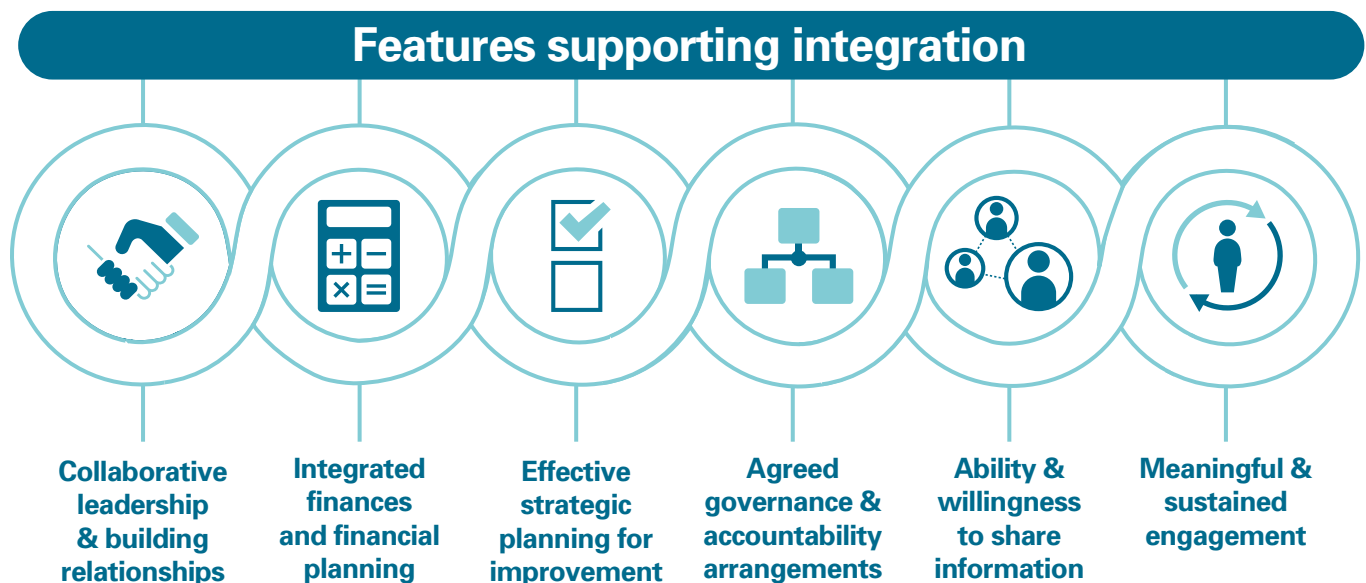 Features supporting integration
Collaborative
leadership
& building
relationships
Integrated
finances
and financial
planning
Effective
strategic
planning for
improvement
Agreed
governance &
accountability
arrangements
Ability &
willingness
to share
information
Meaningful &
sustained
engagement